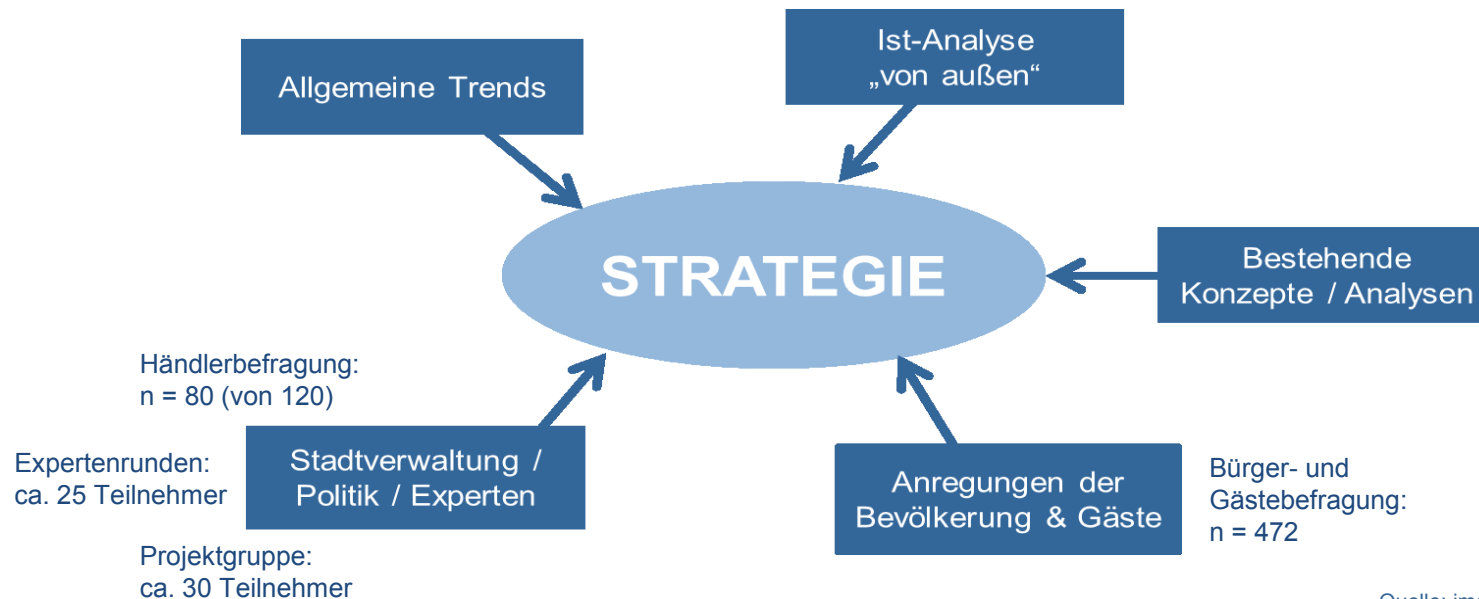 Ist-Analyse
„von außen“
Allgemeine Trends
STRATEGIE
Bestehende
Konzepte / Analysen
Händlerbefragung:
n = 80 (von 120)
Expertenrunden:
ca. 25 Teilnehmer
Stadtverwaltung /
Politik / Experten
Projektgruppe:
ca. 30 Teilnehmer
Anregungen der
Bevölkerung & Gäste
Bürger- und
Gästebefragung:
n = 472
Quelle: